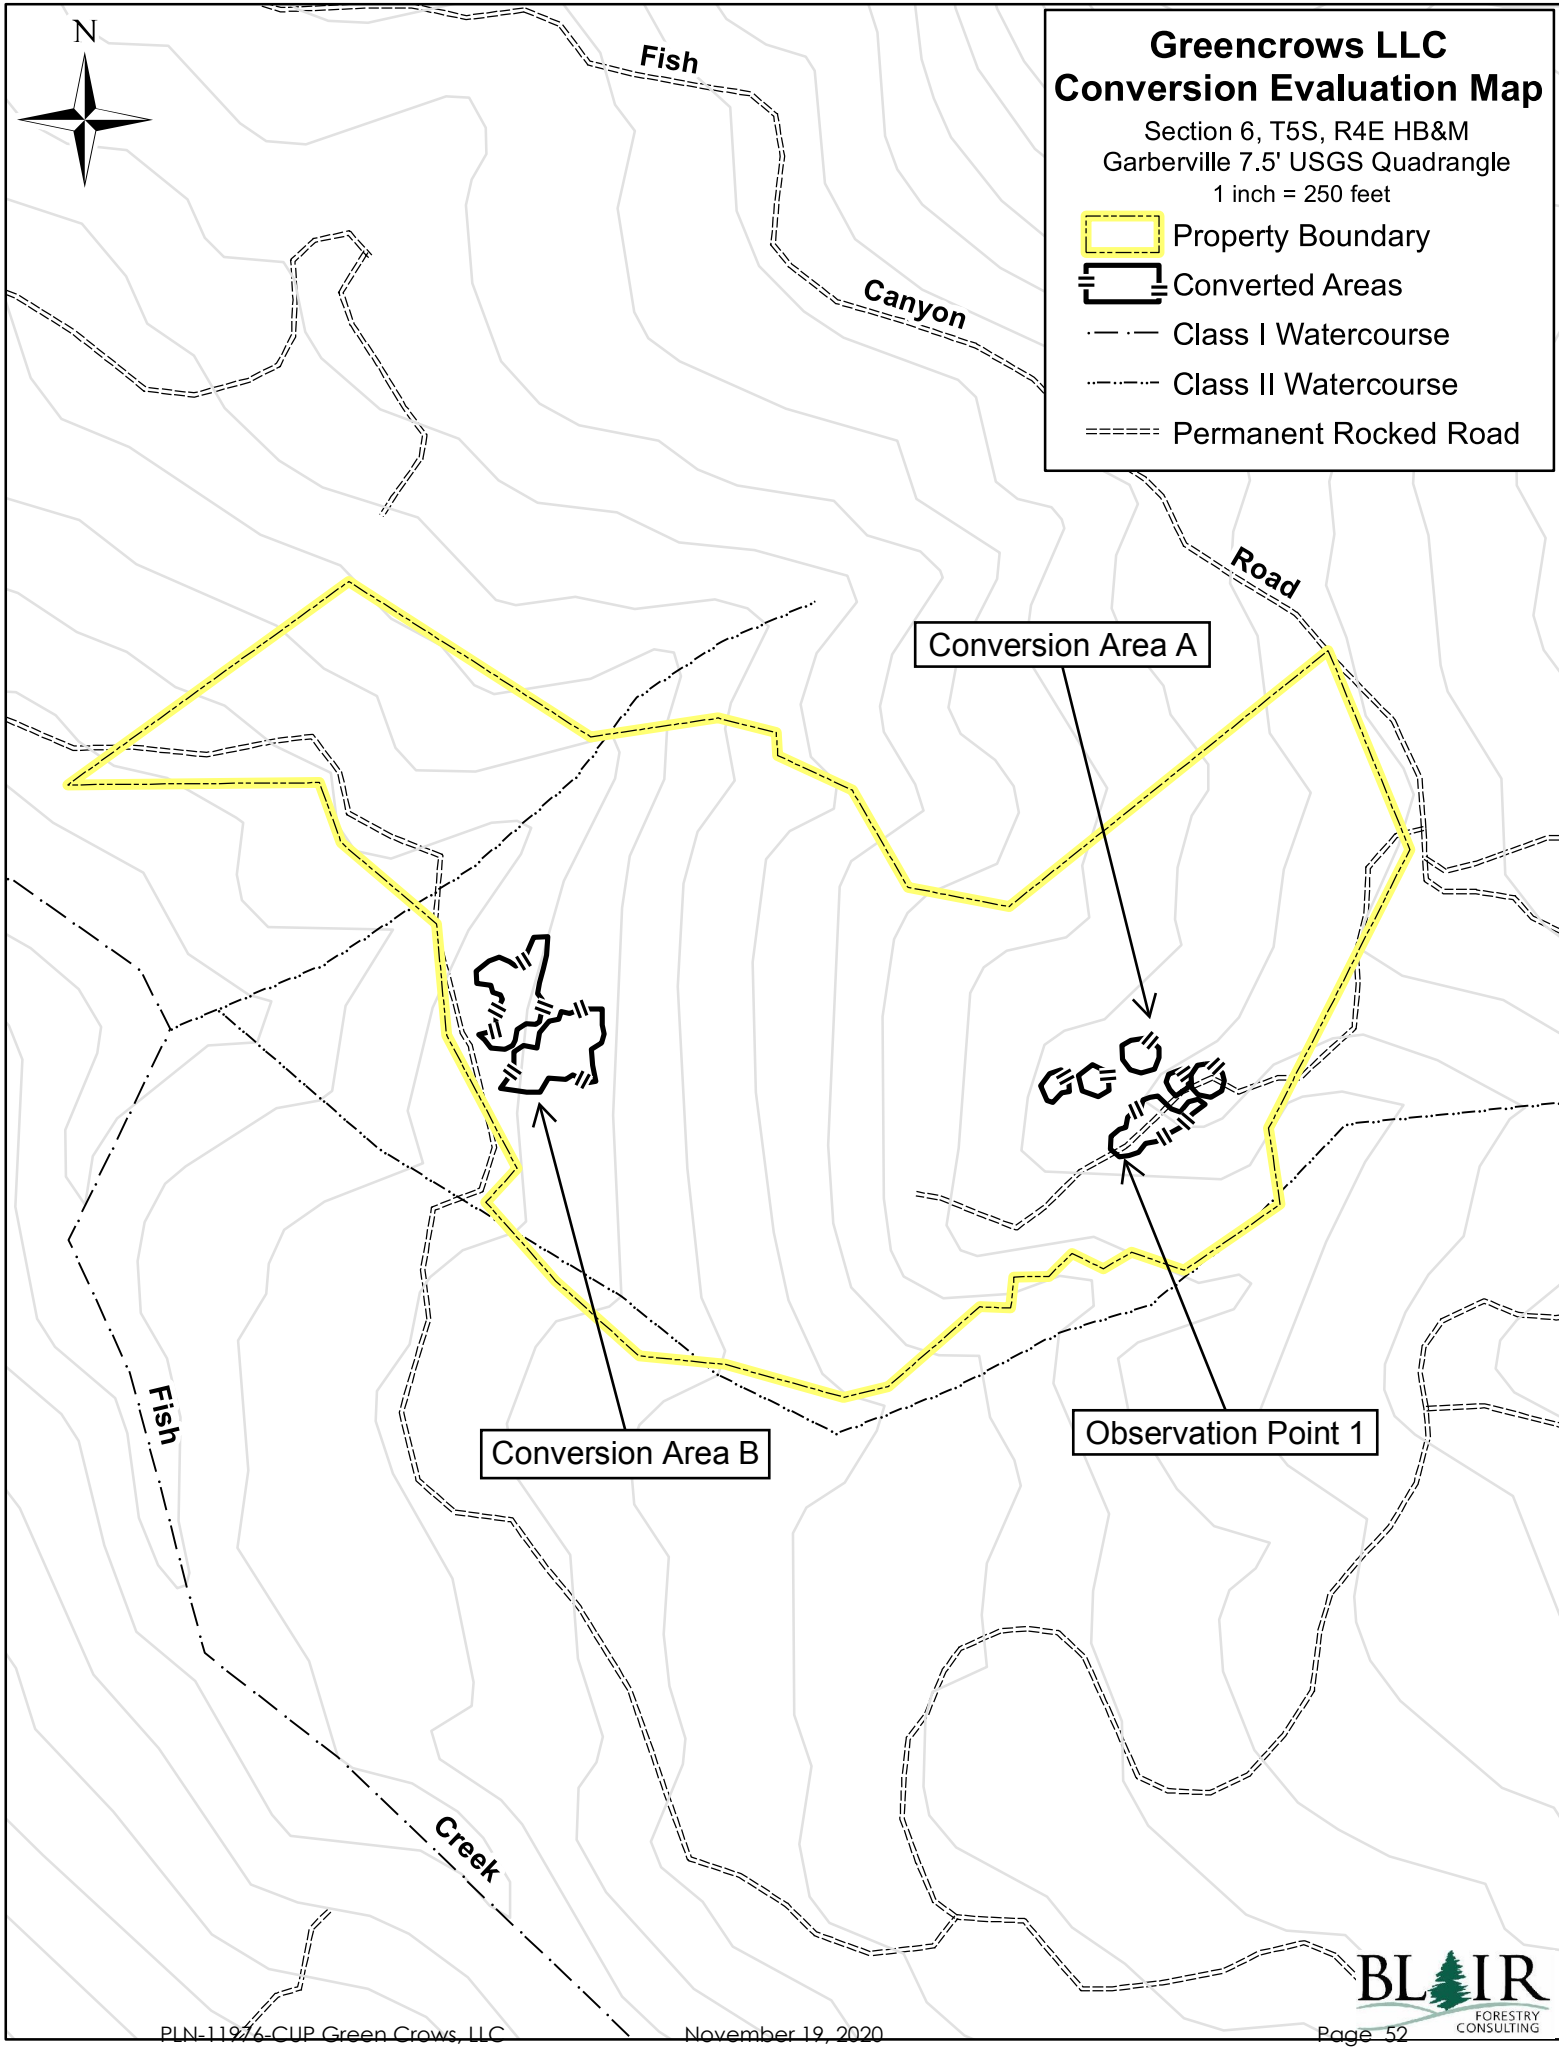 N
Fish
Canyon
Road
Greencrows LLC
Conversion Evaluation Map
Section 6, T5S, R4E HB&M
Garberville 7.5' USGS Quadrangle
1 inch = 250 feet
Property Boundary
Converted Areas
Class I Watercourse
Class II Watercourse
Permanent Rocked Road
Conversion Area A
Conversion Area B
Observation Point 1
Fish
Creek
BLAIR
FORESTRY
CONSULTING
PLN-11976-CUP Green Crows, LLC
November 19, 2020
Page 52